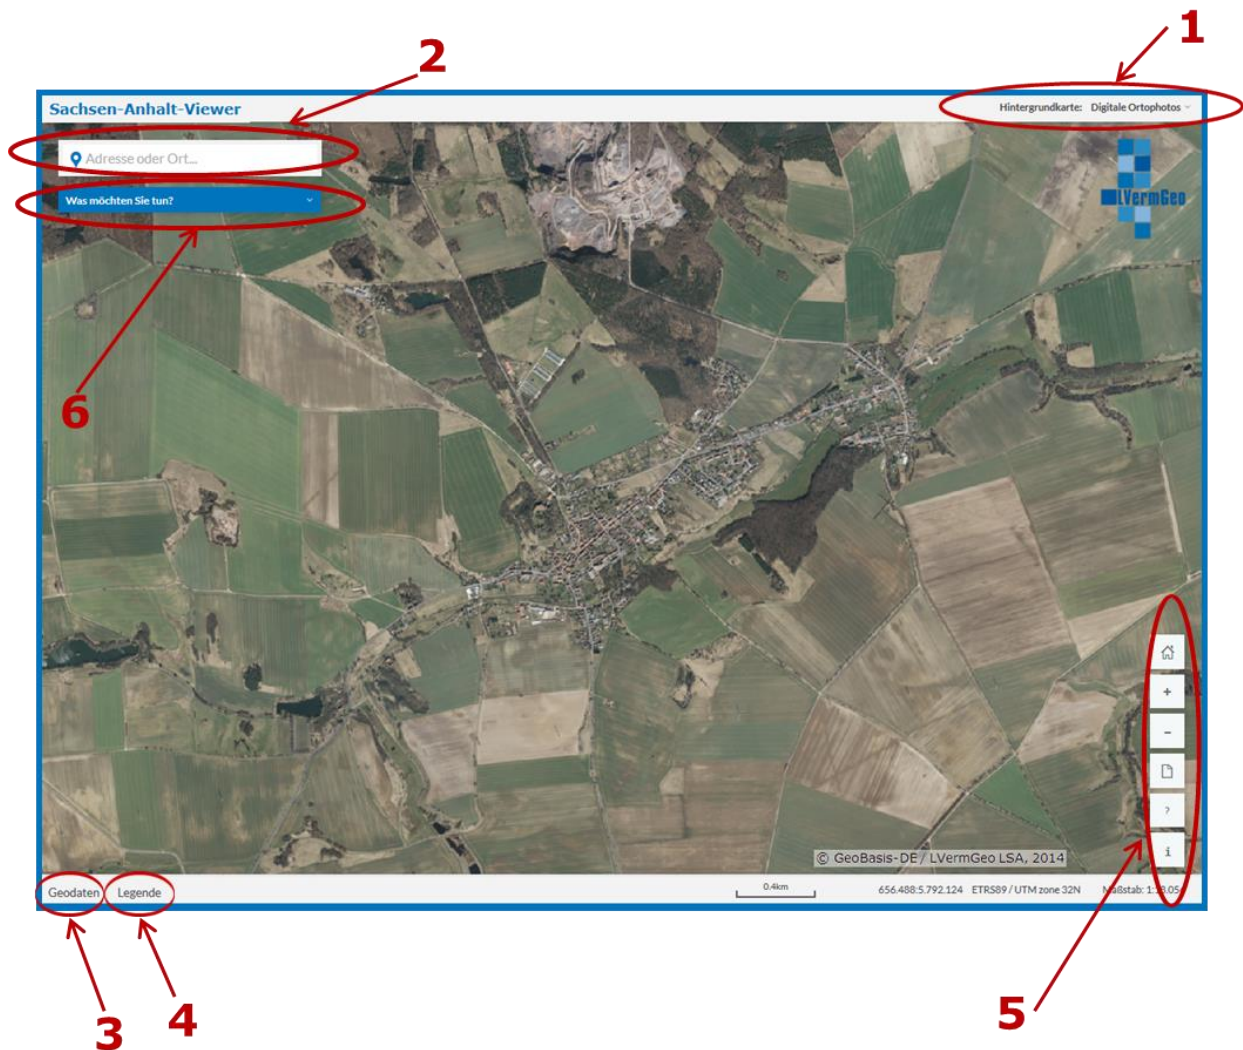 1
2
Sachsen-Anhalt-Viewer
Hintergrundkarte: Digitale Ortophotos
Adresse oder Ort...
Was möchten Sie tun?
LVermGeo
6
+
-
?
i
© GeoBasis-DE / LVermGeo LSA, 2014
Geodaten Legende 0.4km 656.488:5.792.124 ETRS89 / UTM zone 32N Maßstab:
3
4
5